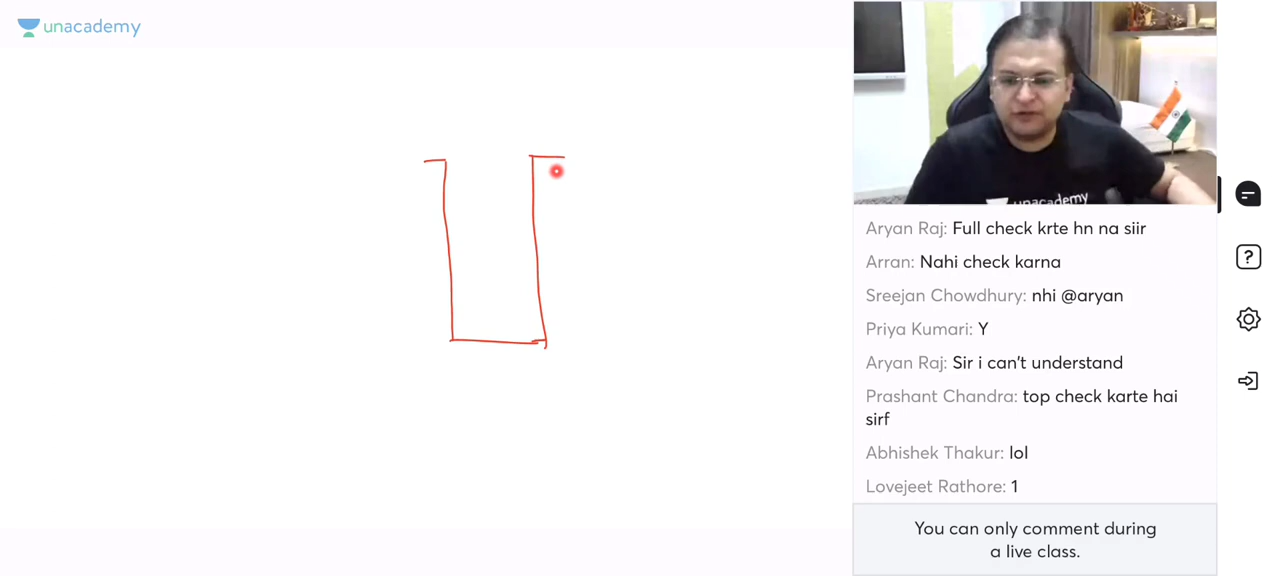 unacademy
unacademy
Aryan Raj: Full check krte hn na siir
Arran: Nahi check karna
Sreejan Chowdhury: nhi @aryan
Priya Kumari: Y
Aryan Raj: Sir i can't understand
Prashant Chandra: top check karte hai
sirf
Abhishek Thakur: lol
Lovejeet Rathore: 1
You can only comment during
a live class.
?